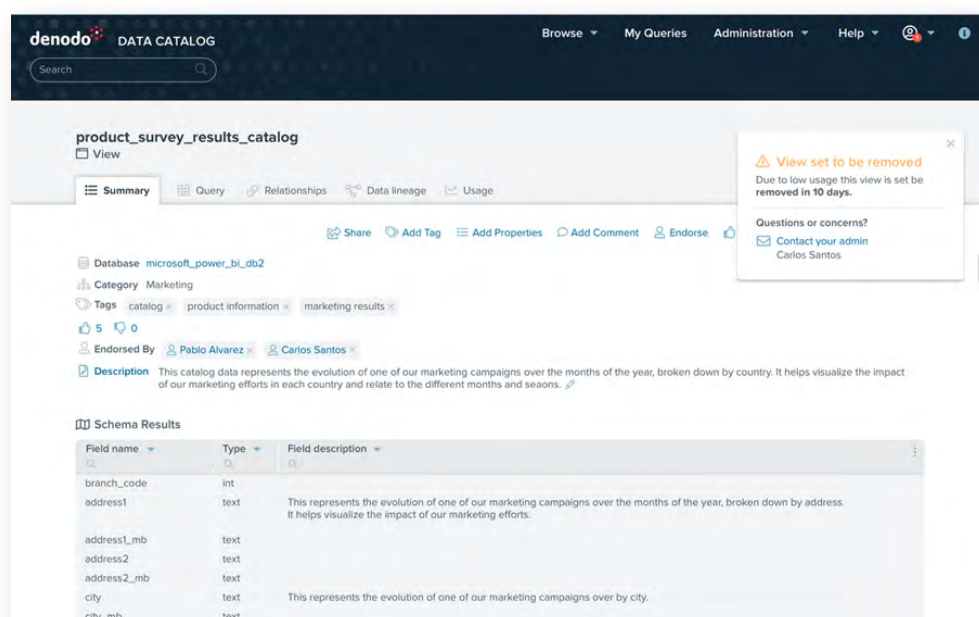 denodo DATA CATALOG
Browse My Queries Administration Help
Search
product_survey_results_catalog
View
Summary Query Relationships Data lineage Usage
View set to be removed
Due to low usage this view is set be
removed in 10 days.
Questions or concerns?
Contact your admin
Carlos Santos
Share Add Tag Add Properties Add Comment Endorse
Database microsoft_power_bi_db2
Category Marketing
Tags catalog × product information × marketing results ×
5 0
Endorsed By Pablo Alvarez × Carlos Santos ×
Description This catalog data represents the evolution of one of our marketing campaigns over the months of the year, broken down by country. It helps visualize the impact
of our marketing efforts in each country and relate to the different months and seaons.
Schema Results
Field name Type Field description
branch_code int
address1 text This represents the evolution of one of our marketing campaigns over the months of the year, broken down by address.
It helps visualize the impact of our marketing efforts.
address1_mb text
address2 text
address2_mb text
city text This represents the evolution of one of our marketing campaigns over by city.
city_mb text